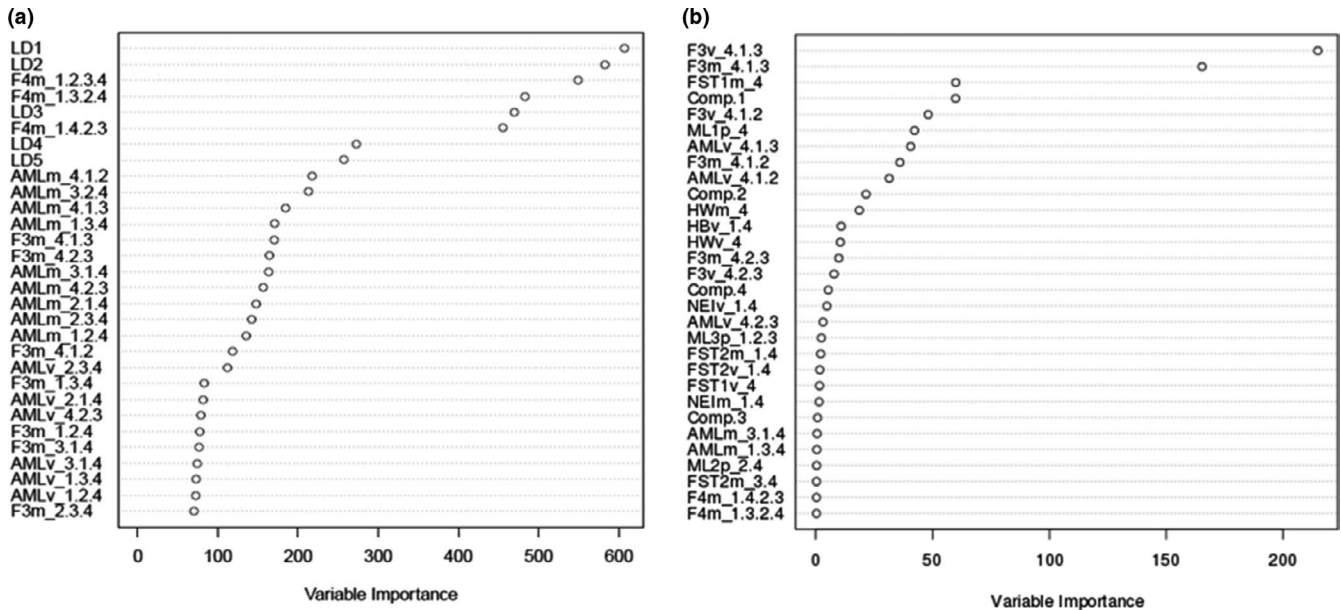 (a)
LD1
LD2
F4m_1.2.3.4
F4m_1.3.2.4
LD3
F4m_1.4.2.3
LD4
LD5
AMLm_4.1.2
AMLm_3.2.4
AMLm_4.1.3
AMLm_1.3.4
F3m_4.1.3
F3m_4.2.3
AMLm_3.1.4
AMLm_4.2.3
AMLm_2.1.4
AMLm_2.3.4
AMLm_1.2.4
F3m_4.1.2
AMLv_2.3.4
F3m_1.3.4
AMLv_2.1.4
AMLv_4.2.3
F3m_1.2.4
F3m_3.1.4
AMLv_3.1.4
AMLv_1.3.4
AMLv_1.2.4
F3m_2.3.4
0 100 200 300 400 500 600
Variable Importance
(b)
F3v_4.1.3
F3m_4.1.3
FST1m_4
Comp.1
F3v_4.1.2
ML1p_4
AMLv_4.1.3
F3m_4.1.2
AMLv_4.1.2
Comp.2
HWm_4
HBv_1.4
HWv_4
F3m_4.2.3
F3v_4.2.3
Comp.4
NEIv_1.4
AMLv_4.2.3
ML3p_1.2.3
FST2m_1.4
FST2v_1.4
FST1v_4
NEIm_1.4
Comp.3
AMLm_3.1.4
AMLm_1.3.4
ML2p_2.4
FST2m_3.4
F4m_1.4.2.3
F4m_1.3.2.4
0 50 100 150 200
Variable Importance